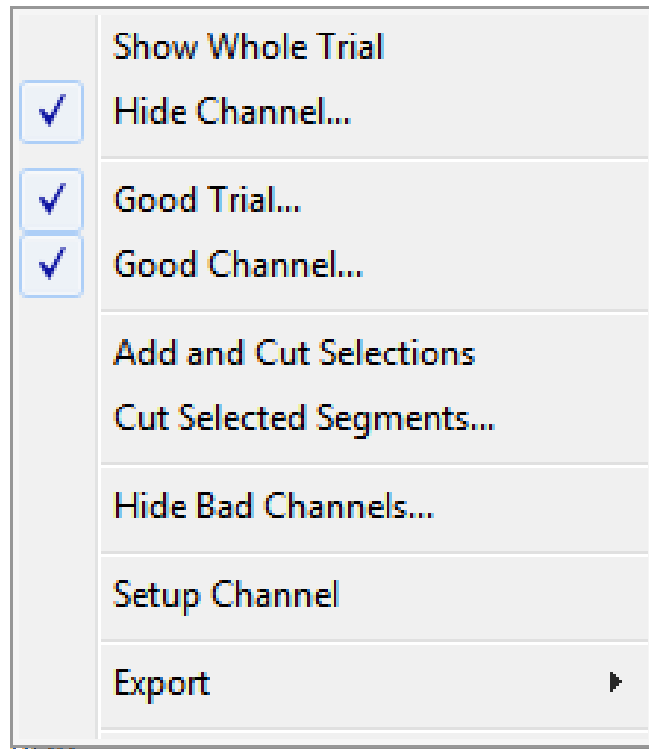 Show Whole Trial
Hide Channel...
Good Trial...
Good Channel...
Add and Cut Selections
Cut Selected Segments...
Hide Bad Channels...
Setup Channel
Export